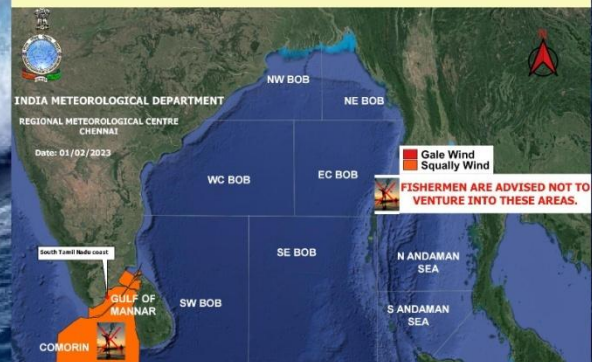 INDIA METEOROLOGICAL DEPARTMENT
REGIONAL METEOROLOGICAL CENTRE
CHENNAI
Date: 01/02/2023
NW BOB
NE BOB
WC BOB
EC BOB
Gale Wind
Squally Wind
FISHERMEN ARE ADVISED NOT TO
VENTURE INTO THESE AREAS.
South Tamil Nadu coast
SE BOB
N ANDAMAN
SEA
GULF OF
MANNAR
SW BOB
S ANDAMAN
SEA
COMORIN